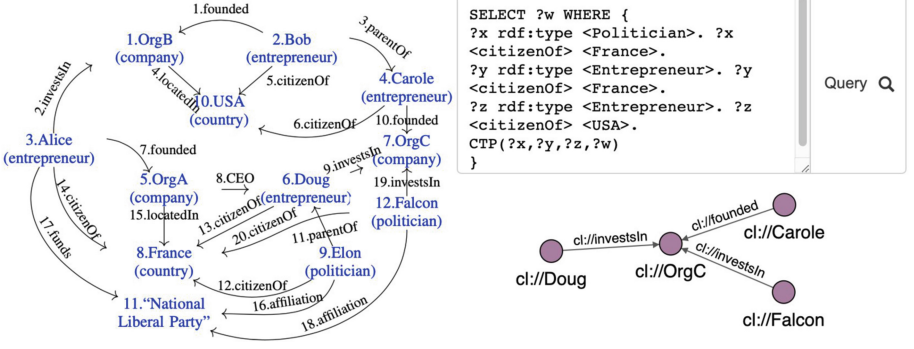 1.founded
1.OrgB
(company)
2.Bob
(entrepreneur)
3.parentOf
2.investsIn
4.locatedIn
5.citizenOf
10.USA
(country)
4.Carole
(entrepreneur)
6.citizenOf
10.founded
3.Alice
(entrepreneur)
7.founded
7.OrgC
(company)
9.investsIn
5.OrgA
(company)
8.CEO
6.Doug
(entrepreneur)
19.investsIn
12.Falcon
(politician)
14.citizenOf
15.locatedIn
13.citizenOf
20.citizenOf
11.parentOf
17.funds
8.France
(country)
9.Elon
(politician)
12.citizenOf
16.affiliation
11.“National
Liberal Party”
18.affiliation
SELECT ?w WHERE {
?x rdf:type <Politician>. ?x
<citizenOf> <France>.
?y rdf:type <Entrepreneur>. ?y
<citizenOf> <France>.
?z rdf:type <Entrepreneur>. ?z
<citizenOf> <USA>.
CTP(?x,?y,?z,?w)
}
Query
cl://founded
cl://Carole
cl://investsIn
cl://Doug
cl://OrgC
cl://investsIn
cl://Falcon